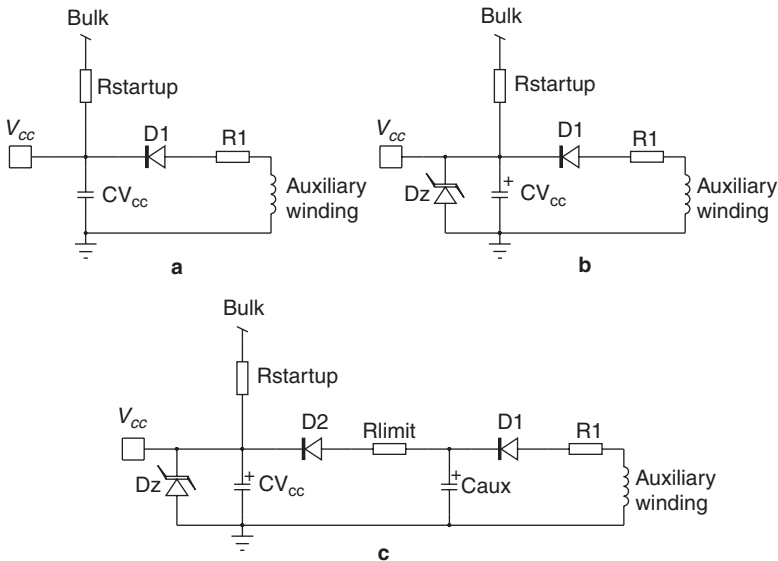 Bulk
Rstartup
Vcc
D1
R1
CVcc
Auxiliary
winding
a
Bulk
Rstartup
Vcc
D1
R1
Dz
+
CVcc
Auxiliary
winding
b
Bulk
Rstartup
Vcc
D2
Rlimit
D1
R1
Dz
+
CVcc
+
Caux
Auxiliary
winding
c